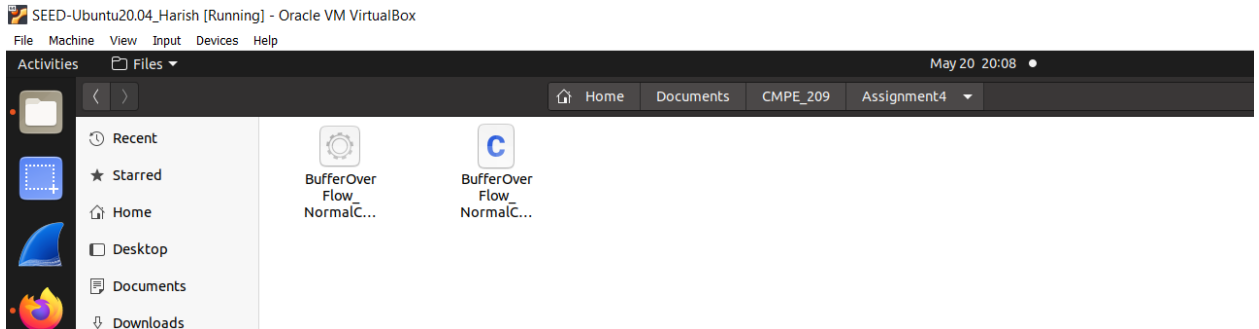 SEED-Ubuntu20.04_Harish [Running] - Oracle VM VirtualBox
File Machine View Input Devices Help
Activities Files May 20 20:08
Home Documents CMPE_209 Assignment4
Recent
Starred
Home
Desktop
Documents
Downloads
BufferOver
Flow_
NormalC...
BufferOver
Flow_
NormalC...
C